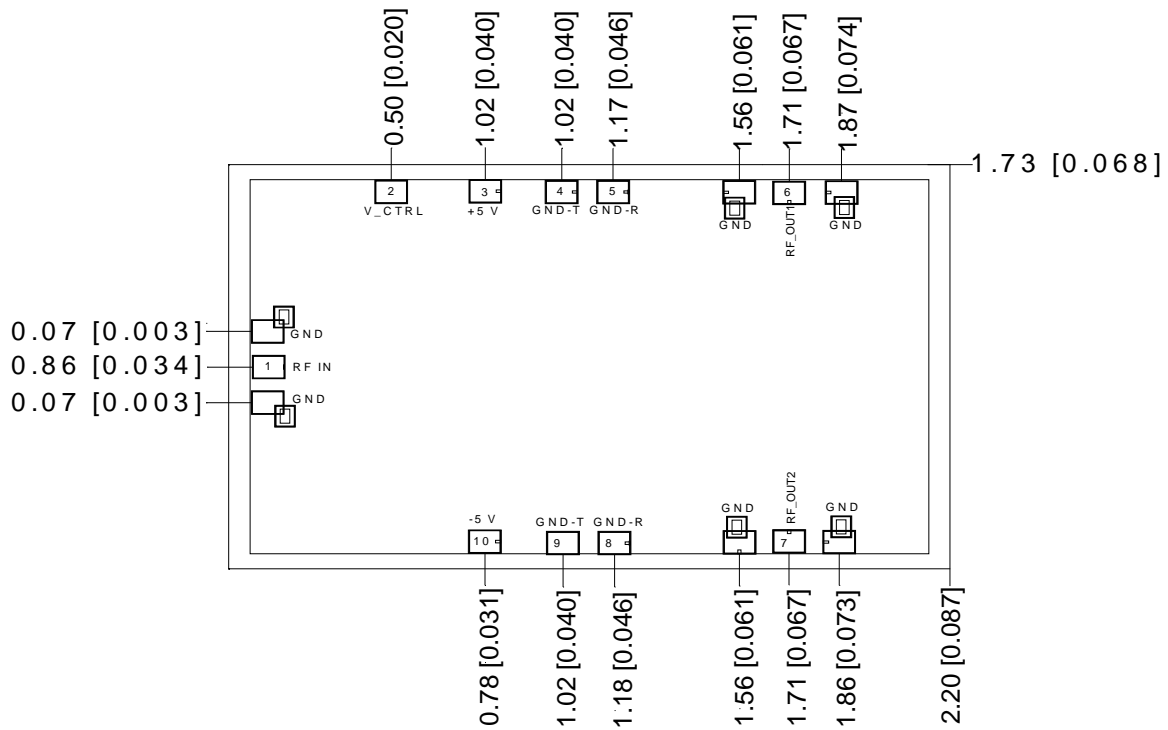 0.50 [0.020]
1.02 [0.040]
1.02 [0.040]
1.17 [0.046]
1.56 [0.061]
1.71 [0.067]
1.87 [0.074]
1.73 [0.068]
2
3
4
5
6
V_CTRL
+5 V
GND-T
GND-R
GND
RF_OUT1
GND
0.07 [0.003]
GND
0.86 [0.034]
1
RF IN
0.07 [0.003]
GND
-5 V
GND-T
GND-R
GND
RF_OUT2
GND
10
9
8
7
0.78 [0.031]
1.02 [0.040]
1.18 [0.046]
1.56 [0.061]
1.71 [0.067]
1.86 [0.073]
2.20 [0.087]